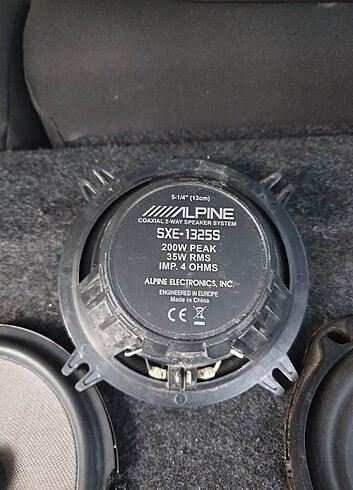 5-1/4" (13cm)
ALPINE
COAXIAL 2-WAY SPEAKER SYSTEM
SXE-1325S
200W PEAK
35W RMS
IMP. 4 OHMS
ALPINE ELECTRONICS, INC.
ENGINEERED IN EUROPE
Made in China
CE